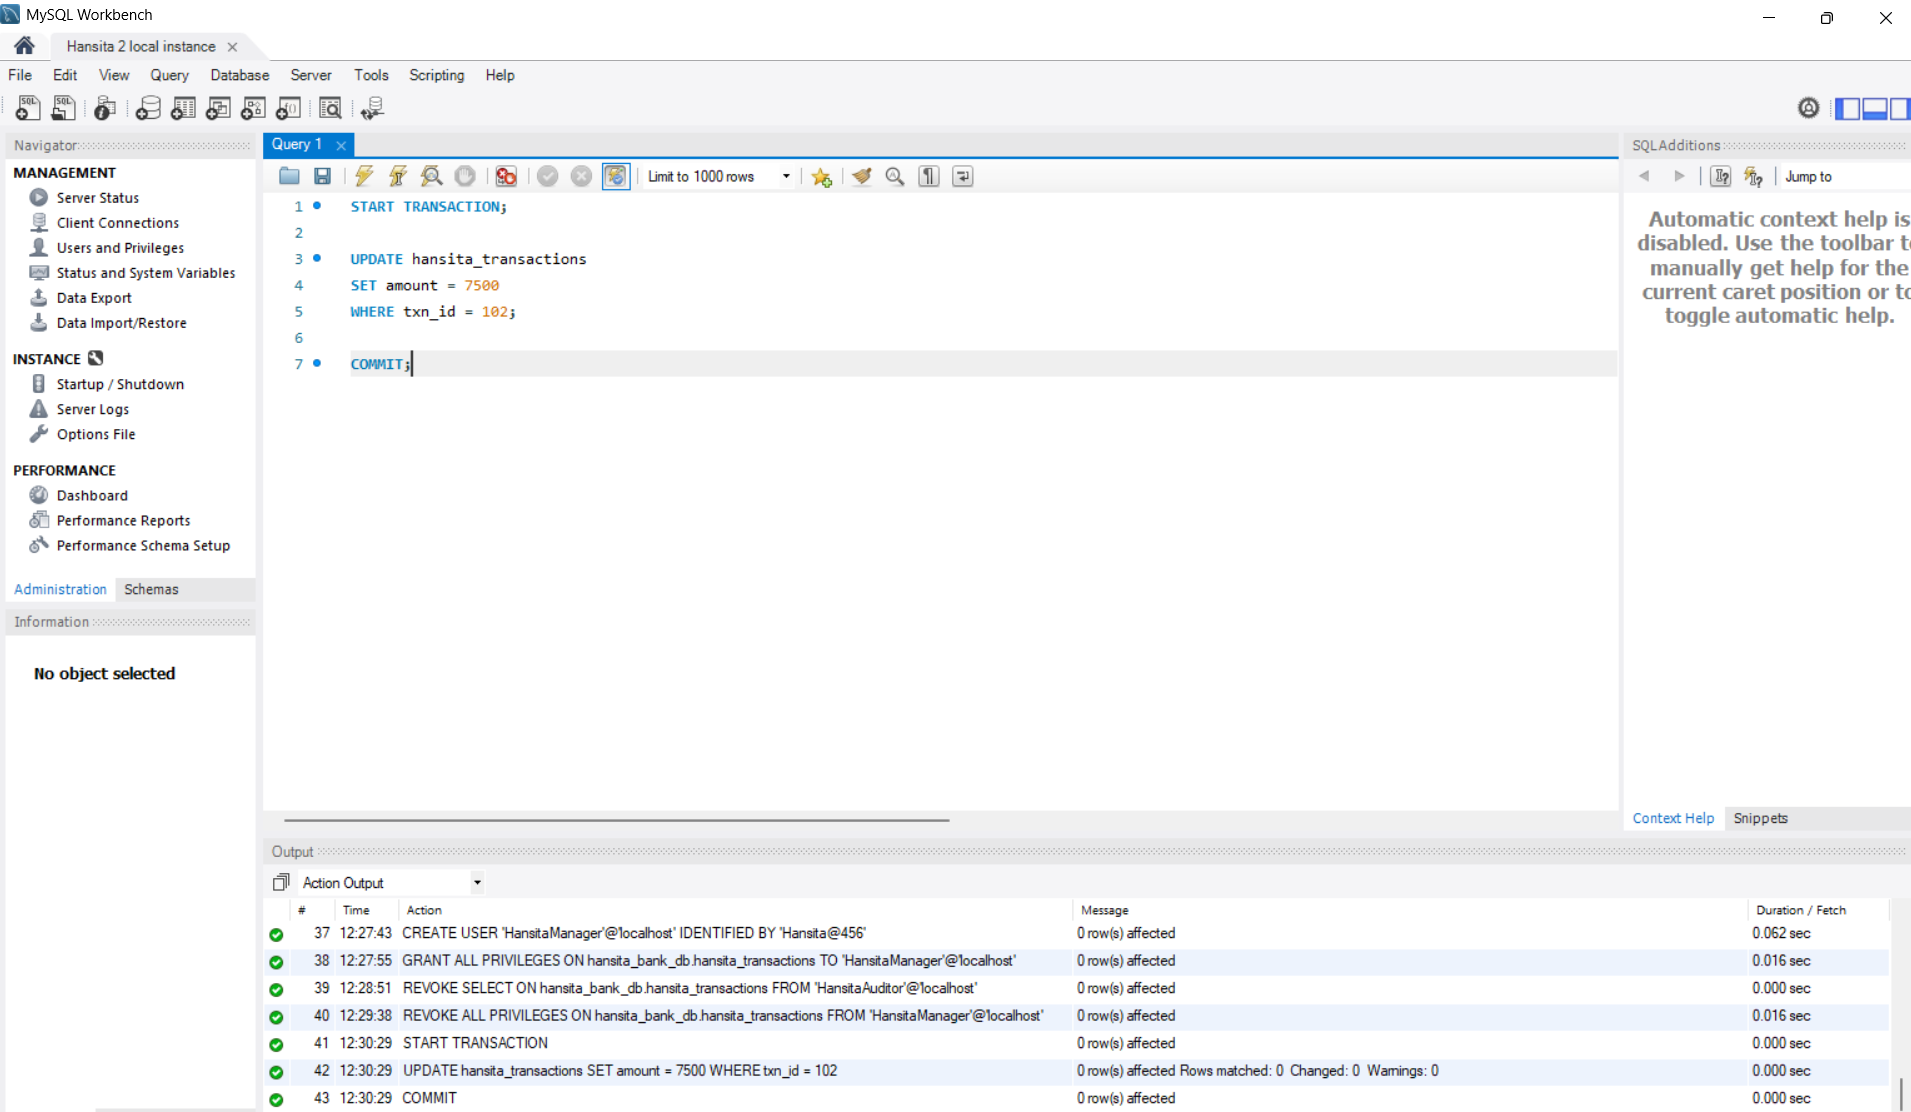 MySQL Workbench
Hansita 2 local instance
File Edit View Query Database Server Tools Scripting Help
Navigator
MANAGEMENT
Server Status
Client Connections
Users and Privileges
Status and System Variables
Data Export
Data Import/Restore
INSTANCE
Startup / Shutdown
Server Logs
Options File
PERFORMANCE
Dashboard
Performance Reports
Performance Schema Setup
Administration Schemas
Information
No object selected
Query 1
Limit to 1000 rows
1 START TRANSACTION;
2
3 UPDATE hansita_transactions
4 SET amount = 7500
5 WHERE txn_id = 102;
6
7 COMMIT;
SQLAdditions
Jump to
Automatic context help is
disabled. Use the toolbar
manually get help for the
current caret position or
toggle automatic help.
Context Help Snippets
Output
Action Output
# Time Action Message Duration / Fetch
37 12:27:43 CREATE USER 'HansitaManager'@'localhost' IDENTIFIED BY 'Hansita@456' 0 row(s) affected 0.062 sec
38 12:27:55 GRANT ALL PRIVILEGES ON hansita_bank_db.hansita_transactions TO 'HansitaManager'@'localhost' 0 row(s) affected 0.016 sec
39 12:28:51 REVOKE SELECT ON hansita_bank_db.hansita_transactions FROM 'HansitaAuditor'@'localhost' 0 row(s) affected 0.000 sec
40 12:29:38 REVOKE ALL PRIVILEGES ON hansita_bank_db.hansita_transactions FROM 'HansitaManager'@'localhost' 0 row(s) affected 0.016 sec
41 12:30:29 START TRANSACTION 0 row(s) affected 0.000 sec
42 12:30:29 UPDATE hansita_transactions SET amount = 7500 WHERE txn_id = 102 0 row(s) affected Rows matched: 0 Changed: 0 Warnings: 0 0.000 sec
43 12:30:29 COMMIT 0 row(s) affected 0.000 sec